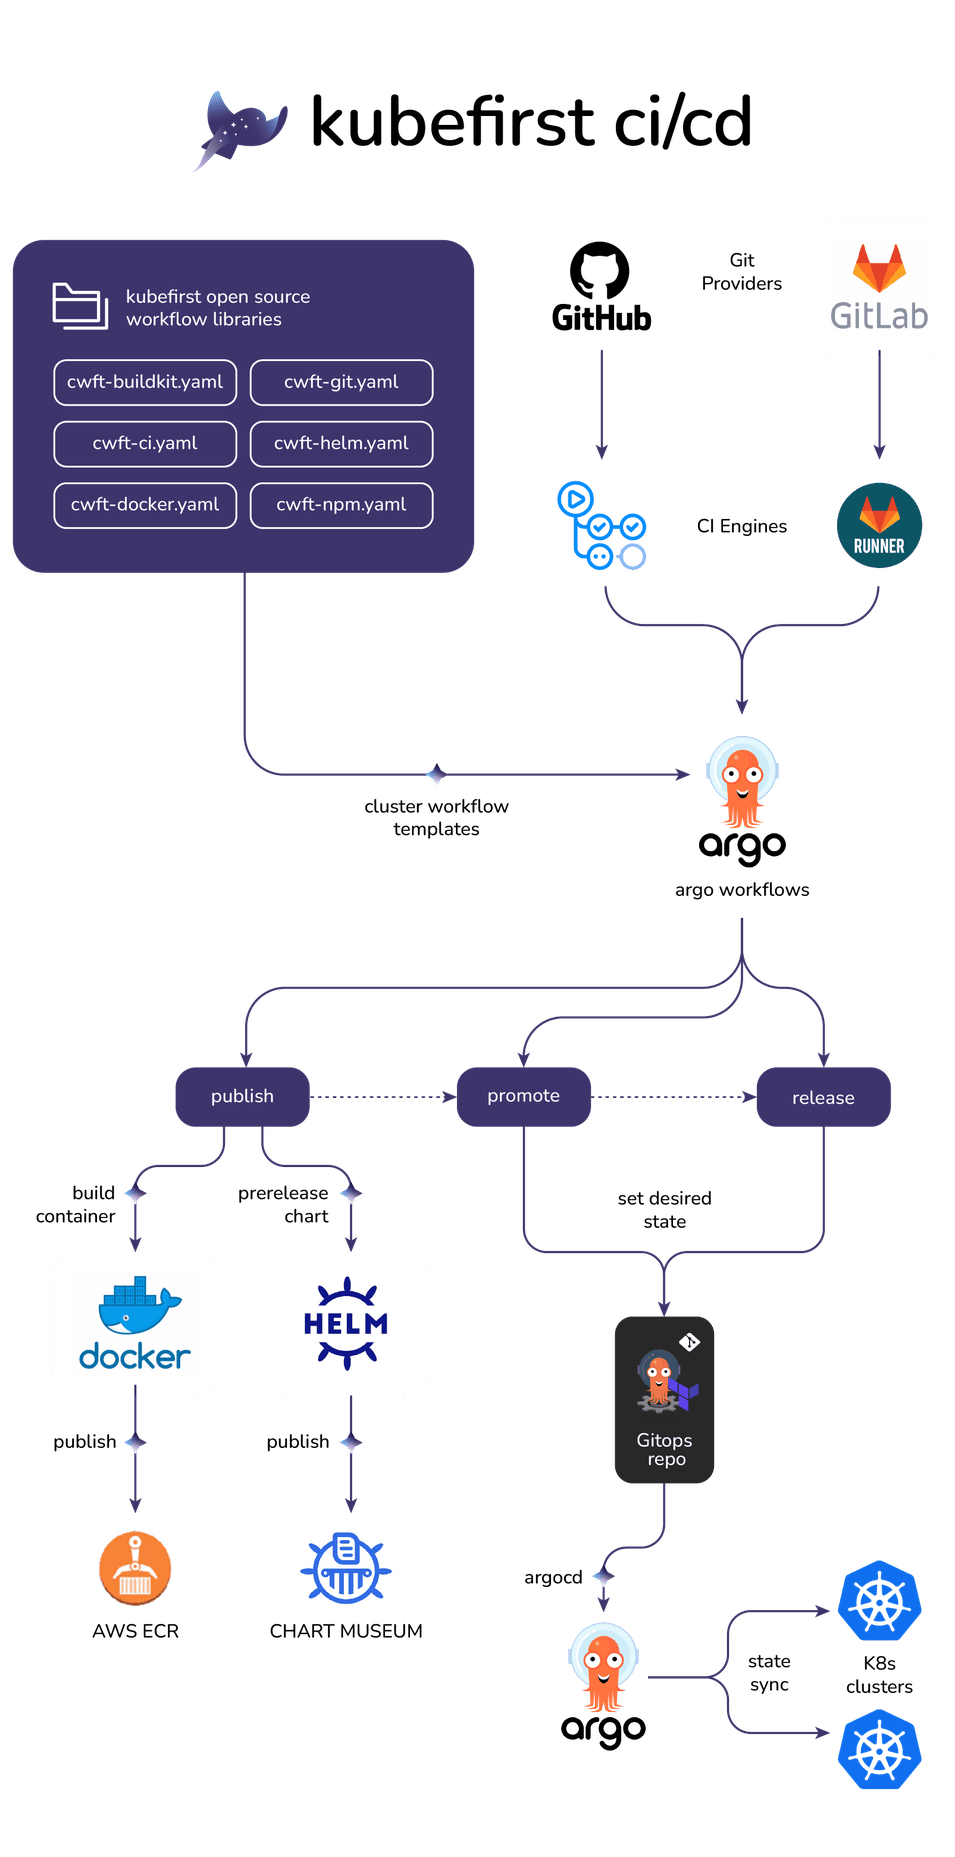 kubefirst ci/cd
kubefirst open source
workflow libraries
cwft-buildkit.yaml
cwft-git.yaml
cwft-ci.yaml
cwft-helm.yaml
cwft-docker.yaml
cwft-npm.yaml
GitHub
Git
Providers
GitLab
CI Engines
RUNNER
cluster workflow
templates
argo
argo workflows
publish
promote
release
build
container
prerelease
chart
set desired
state
docker
HELM
Gitops
repo
publish
publish
AWS ECR
CHART MUSEUM
argocd
argo
state
sync
K8s
clusters